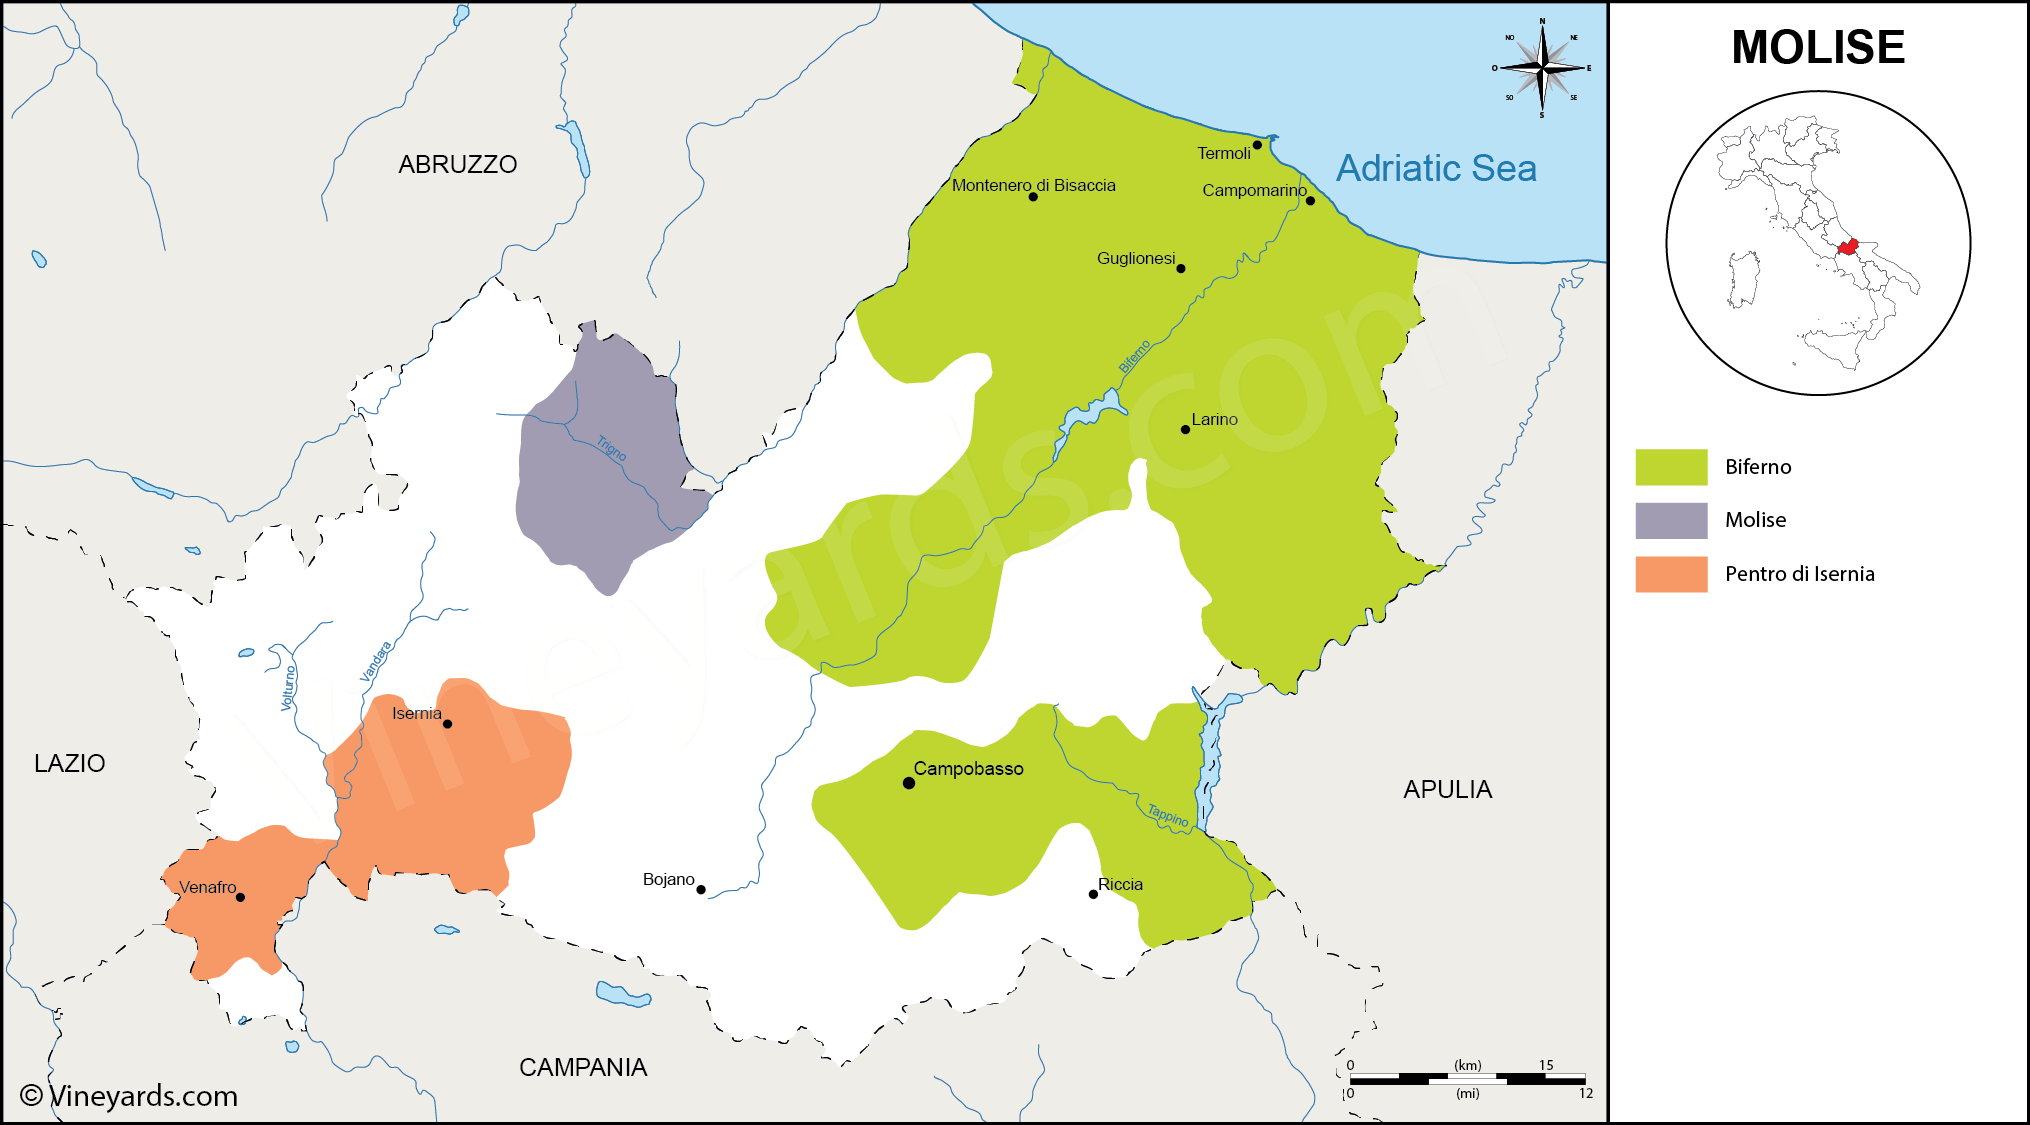 MOLISE
N
NO
NE
O
E
SO
SE
S
ABRUZZO
Adriatic Sea
Termoli
Montenero di Bisaccia
Campomarino
Guglionesi
Biferno
Larino
Trigno
Biferno
Molise
Pentro di Isernia
Vandara
Volturno
Isernia
LAZIO
Campobasso
APULIA
Tappino
Venafro
Bojano
Riccia
CAMPANIA
0 (km) 15
0 (mi) 12
© Vineyards.com
vineyards.com